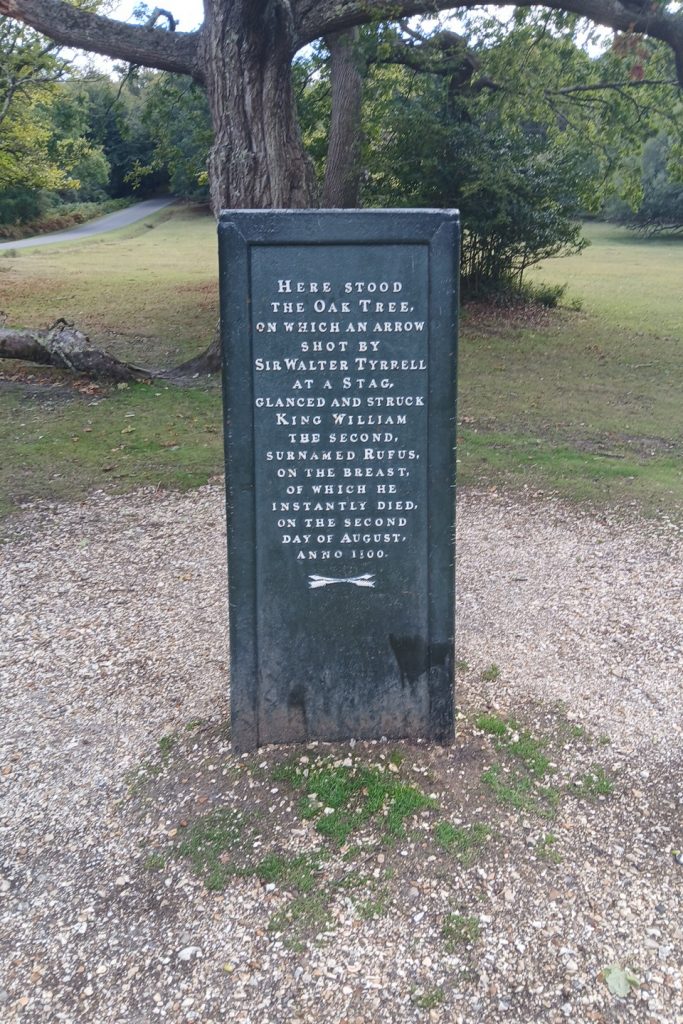 HERE STOOD
THE OAK TREE,
ON WHICH AN ARROW
SHOT BY
SIR WALTER TYRRELL
AT A STAG,
GLANCED AND STRUCK
KING WILLIAM
THE SECOND,
SURNAMED RUFUS,
ON THE BREAST,
OF WHICH HE
INSTANTLY DIED,
ON THE SECOND
DAY OF AUGUST,
ANNO 1100.